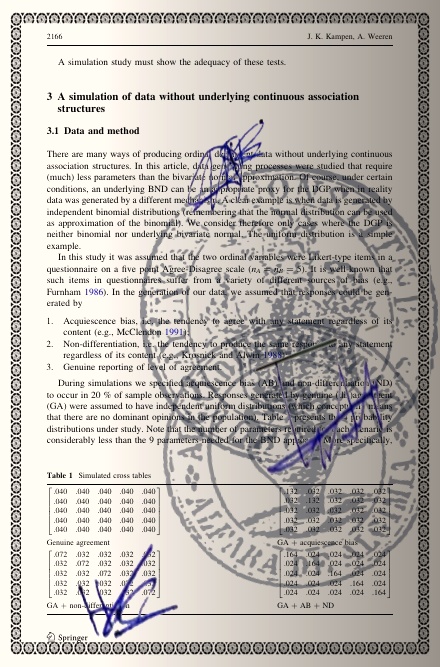 2166 J. K. Kampen, A. Weeren
A simulation study must show the adequacy of these tests.
3 A simulation of data without underlying continuous association
structures
3.1 Data and method
There are many ways of producing ordinal data without underlying continuous
association structures. In this article, data generating processes were studied that require
(much) less parameters than the bivariate normal approximation. Of course, under certain
conditions, an underlying BND can be an appropriate proxy for the DGP when in reality
data was generated by a different method. A clear example is when data is generated by
independent binomial distributions (remembering that the normal distribution can be used
as approximation of the binomial). We consider therefore only cases where the DGP is
neither binomial nor underlying bivariate normal. The uniform distribution is a simple
example.
In this study it was assumed that the two ordinal variables were Likert-type items in a
questionnaire on a five point Agree-Disagree scale (nA = nB = 5). It is well known that
such items in questionnaires suffer from a variety of different sources of bias (e.g.,
Furnham 1986). In the generation of our data, we assumed that responses could be gen-
erated by
1. Acquiescence bias, i.e., the tendency to agree with any statement regardless of its
content (e.g., McClendon 1991);
2. Non-differentiation, i.e. the tendency to produce the same response to any statement
regardless of its content (e.g., Krosnick and Alwin 1988);
3. Genuine reporting of level of agreement.
During simulations we specified acquiescence bias (AB) and non-differentiation (ND)
to occur in 20 % of sample observations. Responses generated by genuine (dis)agreement
(GA) were assumed to have independent uniform distributions (which conceptually means
that there are no dominant opinions in the population). Table 1 presents the probability
distributions under study. Note that the number of parameters required for each scenario is
considerably less than the 9 parameters needed for the BND approach. More specifically,
Table 1 Simulated cross tables
.040 .040 .040 .040 .040 .132 .032 .032 .032 .032
.040 .040 .040 .040 .040 .032 .132 .032 .032 .032
.040 .040 .040 .040 .040 .032 .032 .032 .032
.040 .040 .040 .040 .040 .032 .032 .032 .032 .032
.040 .040 .040 .040 .040 .032 .032 .032 .032 .032
Genuine agreement GA + acquiescence bias
.072 .032 .032 .032 .032 .164 .024 .024 .024 .024
.032 .072 .032 .032 .032 .024 .164 .024 .024 .024
.032 .032 .072 .032 .032 .024 .024 .164 .024 .024
.032 .032 .032 .072 .032 .024 .024 .024 .164 .024
.032 .032 .032 .032 .072 .024 .024 .024 .024 .164
GA + non-differentiation GA + AB + ND
Springer